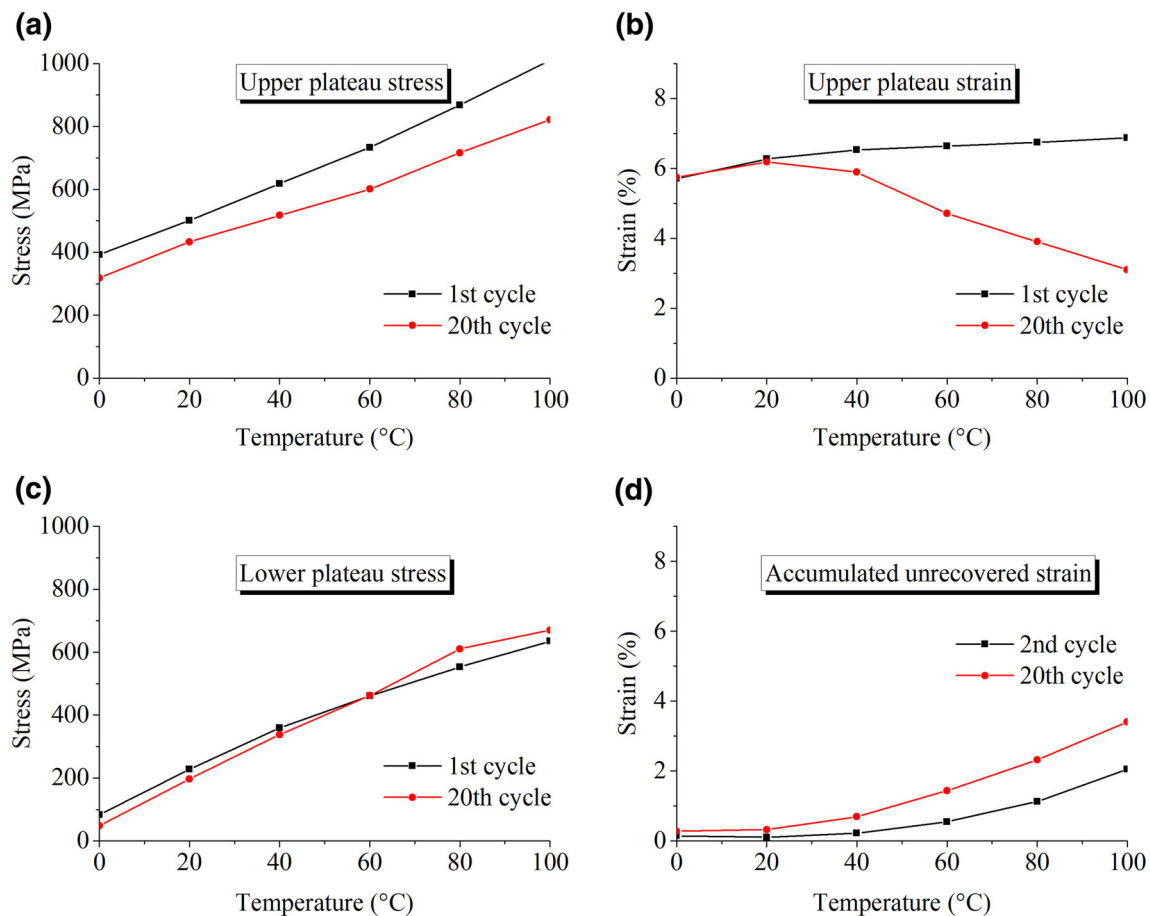 (a)
Upper plateau stress
1000
800
600
400
200
0
Stress (MPa)
1st cycle
20th cycle
0 20 40 60 80 100
Temperature (°C)
(b)
Upper plateau strain
8
6
4
2
0
Strain (%)
1st cycle
20th cycle
0 20 40 60 80 100
Temperature (°C)
(c)
Lower plateau stress
1000
800
600
400
200
0
Stress (MPa)
1st cycle
20th cycle
0 20 40 60 80 100
Temperature (°C)
(d)
Accumulated unrecovered strain
8
6
4
2
0
Strain (%)
2nd cycle
20th cycle
0 20 40 60 80 100
Temperature (°C)